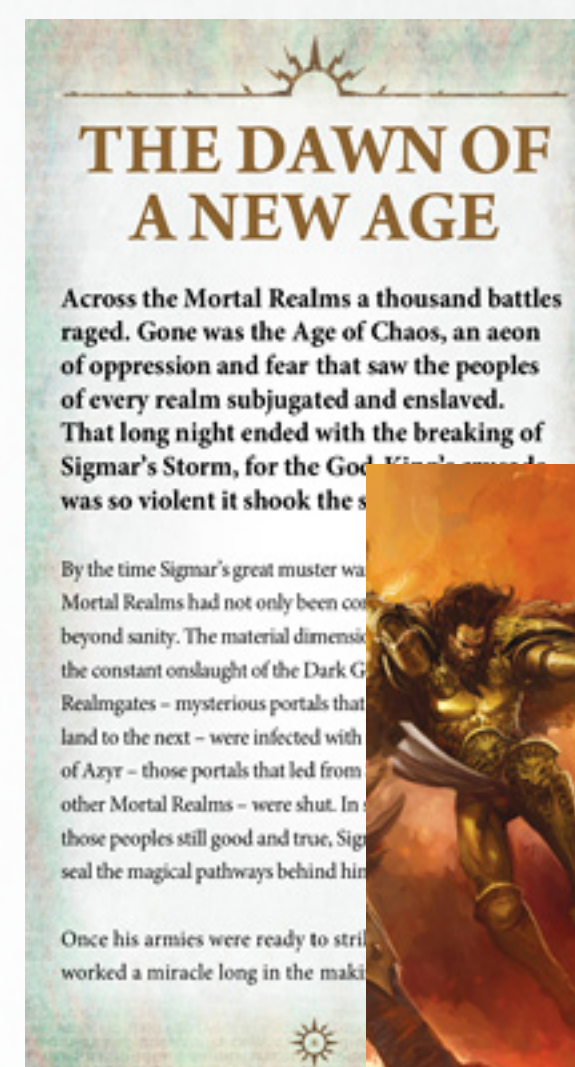 THE DAWN OF
A NEW AGE
Across the Mortal Realms a thousand battles
raged. Gone was the Age of Chaos, an aeon
of oppression and fear that saw the peoples
of every realm subjugated and enslaved.
That long night ended with the breaking of
Sigmar's Storm, for the God-King's crusade
was so violent it shook the
By the time Sigmar's great muster
Mortal Realms had not only been
beyond sanity. The material
the constant onslaught of the Dark
Realmgates – mysterious portals that
land to the next – were infected with
of Azyr – those portals that led from
other Mortal Realms – were shut. In
those peoples still good and true,
seal the magical pathways behind
Once his armies were ready to
worked a miracle long in the